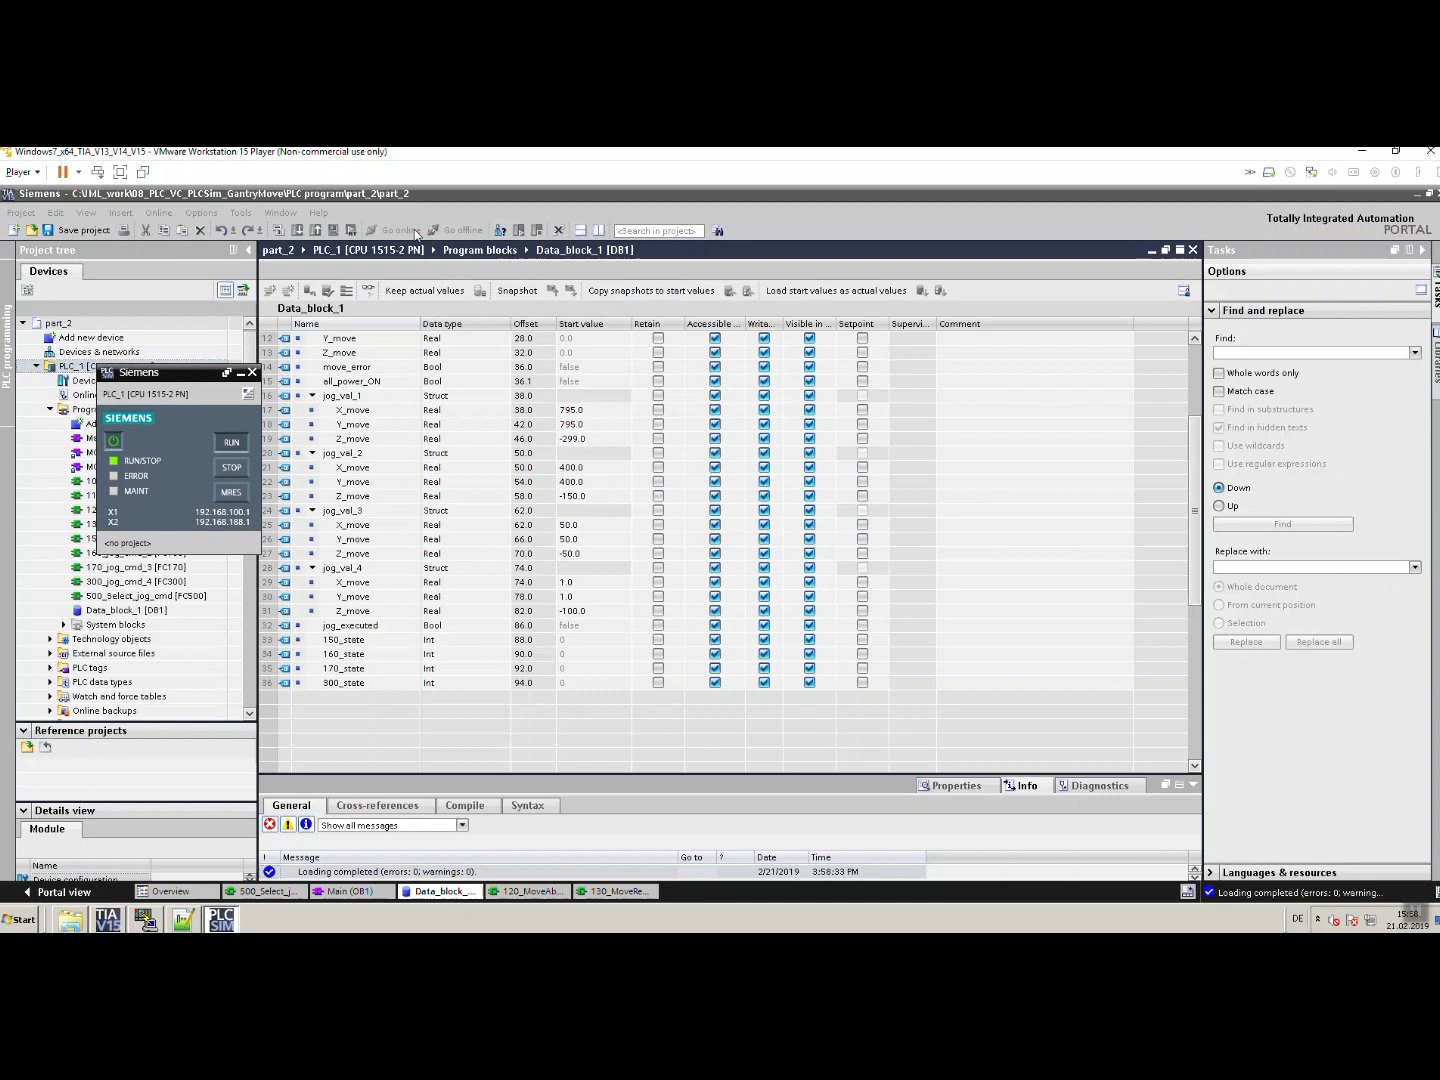 Windows7_x64_TIA_V13_V14_V15 - VMware Workstation 15 Player (Non-commercial use only)
Player
Siemens - C:\UML_work\08_PLC_VC_PLCSim_GantryMove\PLC program\part_2\part_2
Project Edit View Insert Online Options Tools Window Help
Totally Integrated Automation
PORTAL
Save project Go online Go offline <Search in project>
Project tree
part_2 PLC_1 [CPU 1515-2 PN] Program blocks Data_block_1 [DB1]
Tasks
Devices
Options
Keep actual values Snapshot Copy snapshots to start values Load start values as actual values
Data_block_1
Find and replace
Name Data type Offset Start value Retain Accessible ... Writa... Visible in ... Setpoint Supervi... Comment
12 Y_move Real 28.0 0.0
13 Z_move Real 32.0 0.0
14 move_error Bool 36.0 false
15 all_power_ON Bool 36.1 false
16 jog_val_1 Struct 38.0
17 X_move Real 38.0 795.0
18 Y_move Real 42.0 795.0
19 Z_move Real 46.0 -299.0
20 jog_val_2 Struct 50.0
21 X_move Real 50.0 400.0
22 Y_move Real 54.0 400.0
23 Z_move Real 58.0 -150.0
24 jog_val_3 Struct 62.0
25 X_move Real 62.0 50.0
26 Y_move Real 66.0 50.0
27 Z_move Real 70.0 -50.0
28 jog_val_4 Struct 74.0
29 X_move Real 74.0 1.0
30 Y_move Real 78.0 1.0
31 Z_move Real 82.0 -100.0
32 jog_executed Bool 86.0 false
33 150_state Int 88.0 0
34 160_state Int 90.0 0
35 170_state Int 92.0 0
36 300_state Int 94.0 0
PLC programming
part_2
Add new device
Devices & networks
PLC_1 [C
Devic
Onlin
Progr
Siemens
PLC_1 [CPU 1515-2 PN]
SIEMENS
RUN
RUN/STOP
STOP
ERROR
MAINT
MRES
X1 192.168.100.1
X2 192.168.188.1
<no project>
170_jog_cmd_3 [FC170]
300_jog_cmd_4 [FC300]
500_Select_jog_cmd [FC500]
Data_block_1 [DB1]
System blocks
Technology objects
External source files
PLC tags
PLC data types
Watch and force tables
Online backups
Reference projects
Details view
Module
Name
Device configuration
Find:
Whole words only
Match case
Find in substructures
Find in hidden texts
Use wildcards
Use regular expressions
Down
Up
Find
Replace with:
Whole document
From current position
Selection
Replace Replace all
Languages & resources
Tasks
Libraries
Properties Info Diagnostics
General Cross-references Compile Syntax
Show all messages
! Message Go to ? Date Time
Loading completed (errors: 0; warnings: 0). 2/21/2019 3:58:33 PM
Portal view Overview 500_Select_j... Main (OB1) Data_block_... 120_MoveAb... 130_MoveRe...
Loading completed (errors: 0; warning...
Start TIA V15 PLC SIM
DE 15:58
21.02.2019